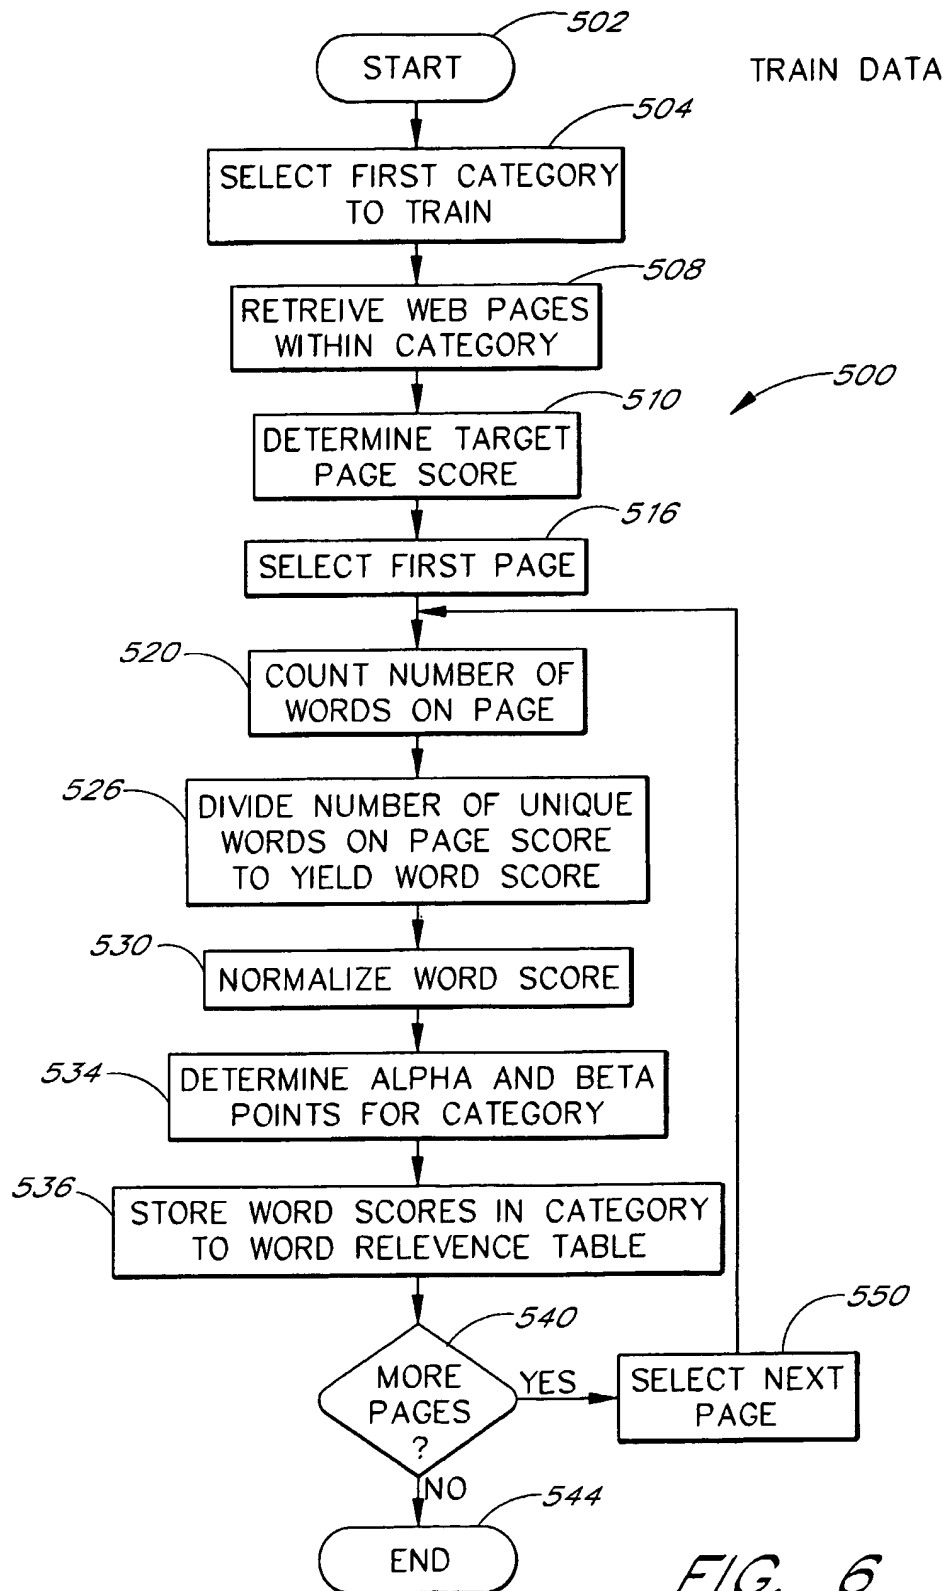 502
START
TRAIN DATA
504
SELECT FIRST CATEGORY
TO TRAIN
508
RETREIVE WEB PAGES
WITHIN CATEGORY
500
510
DETERMINE TARGET
PAGE SCORE
516
SELECT FIRST PAGE
520
COUNT NUMBER OF
WORDS ON PAGE
526
DIVIDE NUMBER OF UNIQUE
WORDS ON PAGE SCORE
TO YIELD WORD SCORE
530
NORMALIZE WORD SCORE
534
DETERMINE ALPHA AND BETA
POINTS FOR CATEGORY
536
STORE WORD SCORES IN CATEGORY
TO WORD RELEVENCE TABLE
540
MORE
PAGES
?
YES
550
SELECT NEXT
PAGE
NO
544
END
FIG. 6